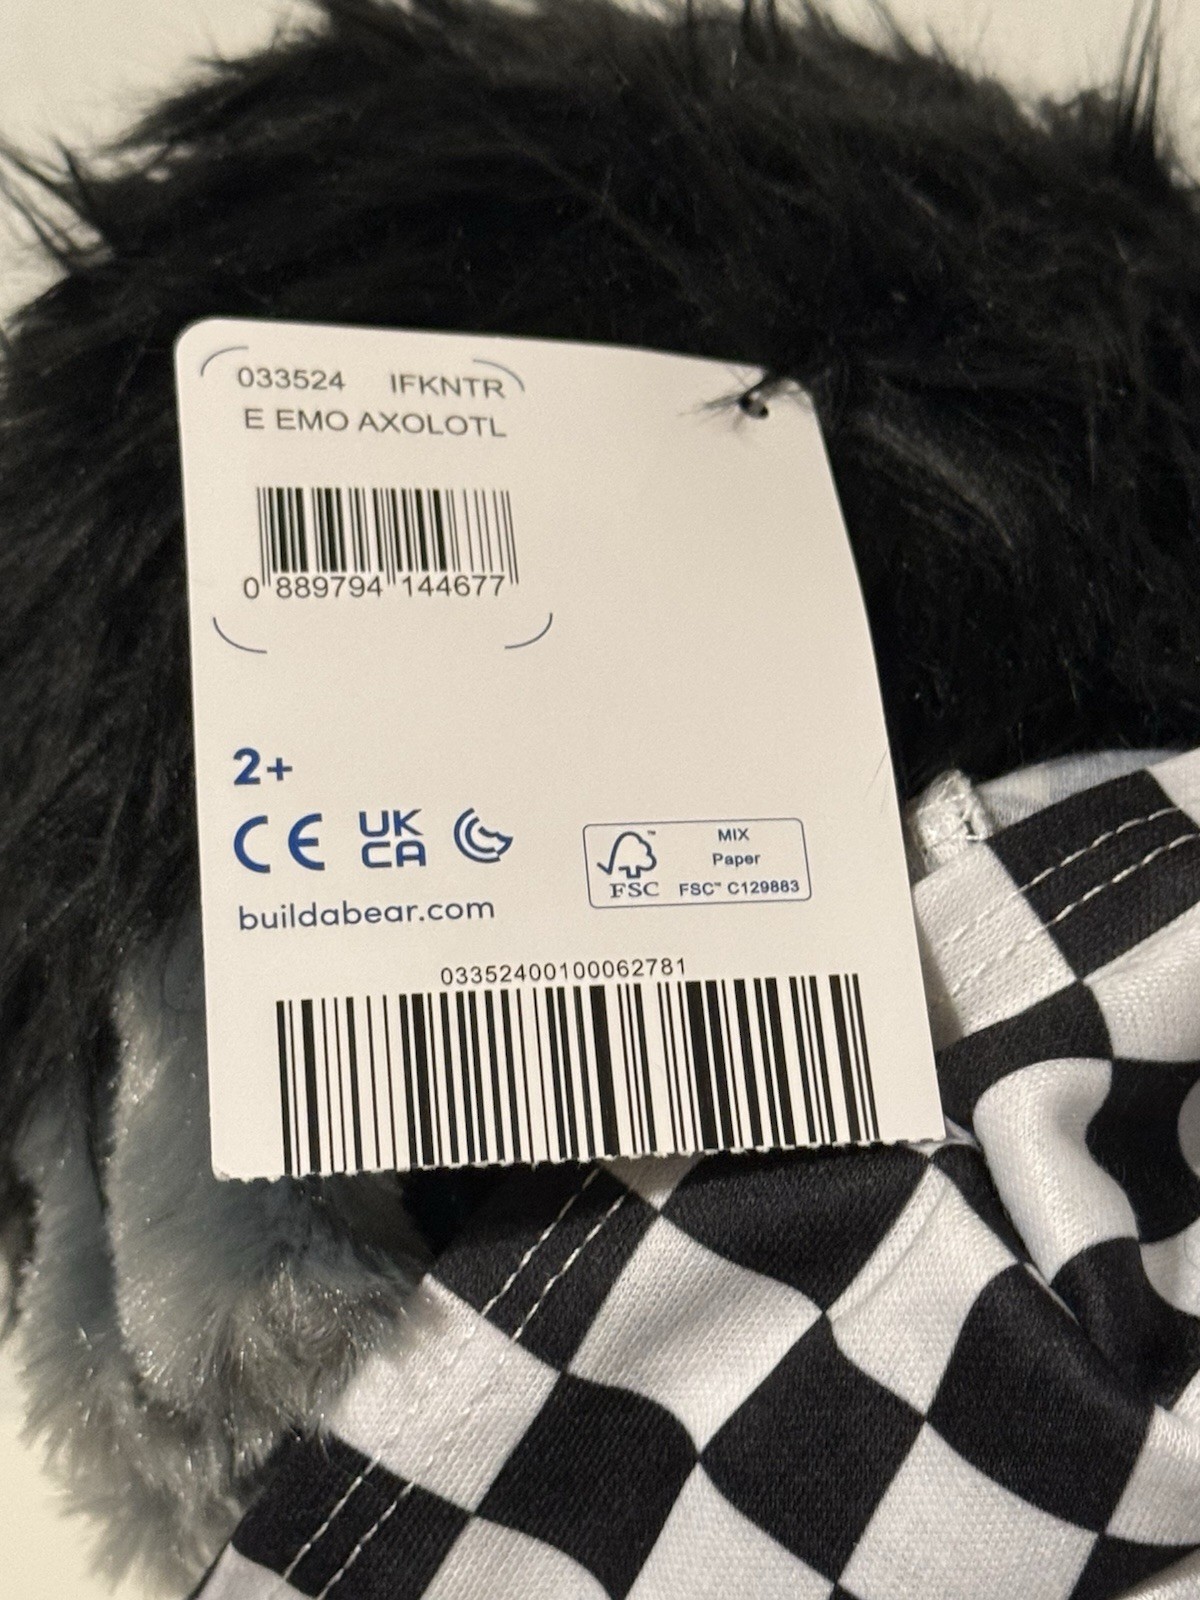 033524 IFKNTR
E EMO AXOLOTL
0 889794 144677
2+
CE UK CA
MIX
Paper
FSC™ C129883
FSC
buildabear.com
03352400100062781